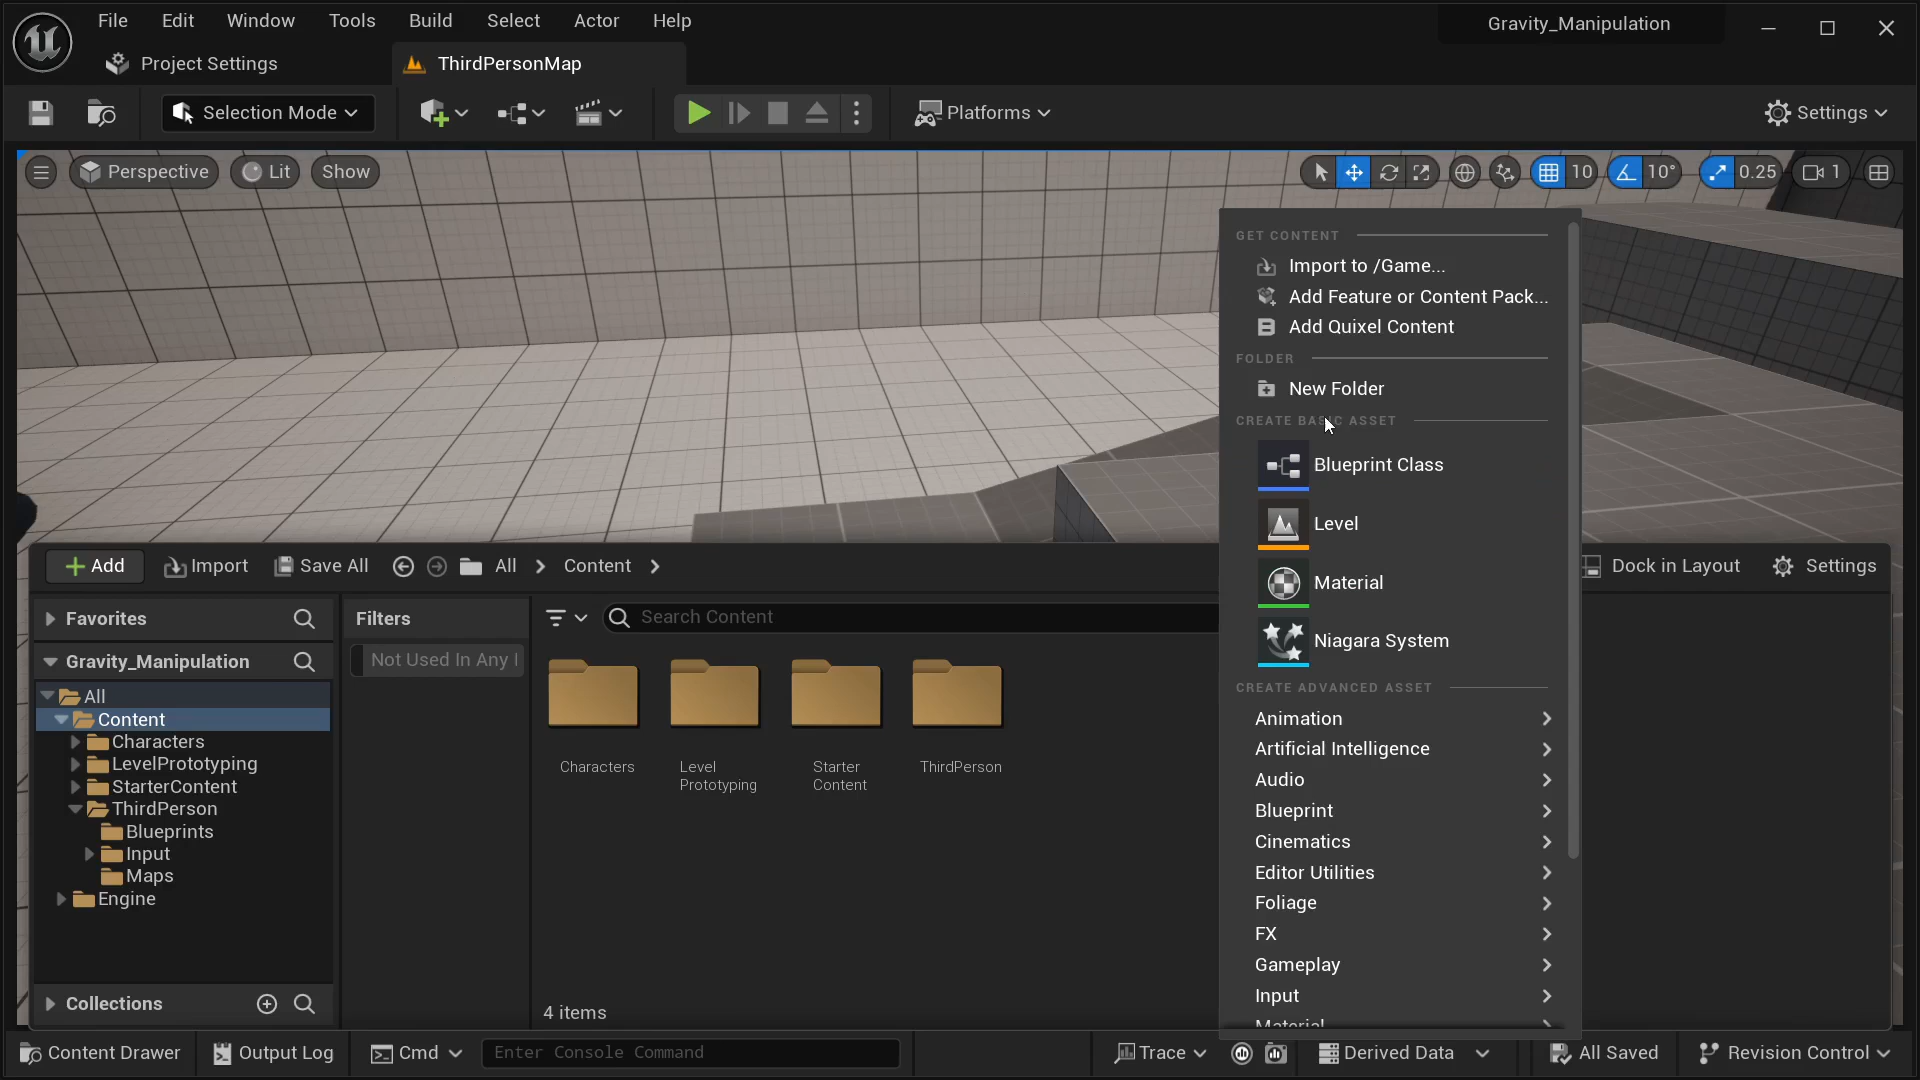 File Edit Window Tools Build Select Actor Help
Gravity_Manipulation
Project Settings
ThirdPersonMap
Selection Mode
Platforms
Settings
Perspective
Lit
Show
10
10°
0.25
1
GET CONTENT
Import to /Game...
Add Feature or Content Pack...
Add Quixel Content
FOLDER
New Folder
CREATE BASIC ASSET
Blueprint Class
Level
Material
Niagara System
CREATE ADVANCED ASSET
Animation
Artificial Intelligence
Audio
Blueprint
Cinematics
Editor Utilities
Foliage
FX
Gameplay
Input
Material
Add
Import
Save All
All
Content
Dock in Layout
Settings
Favorites
Gravity_Manipulation
All
Content
Characters
LevelPrototyping
StarterContent
ThirdPerson
Blueprints
Input
Maps
Engine
Collections
Filters
Not Used In Any
Search Content
Characters
Level
Prototyping
Starter
Content
ThirdPerson
4 items
Content Drawer
Output Log
Cmd
Enter Console Command
Trace
Derived Data
All Saved
Revision Control